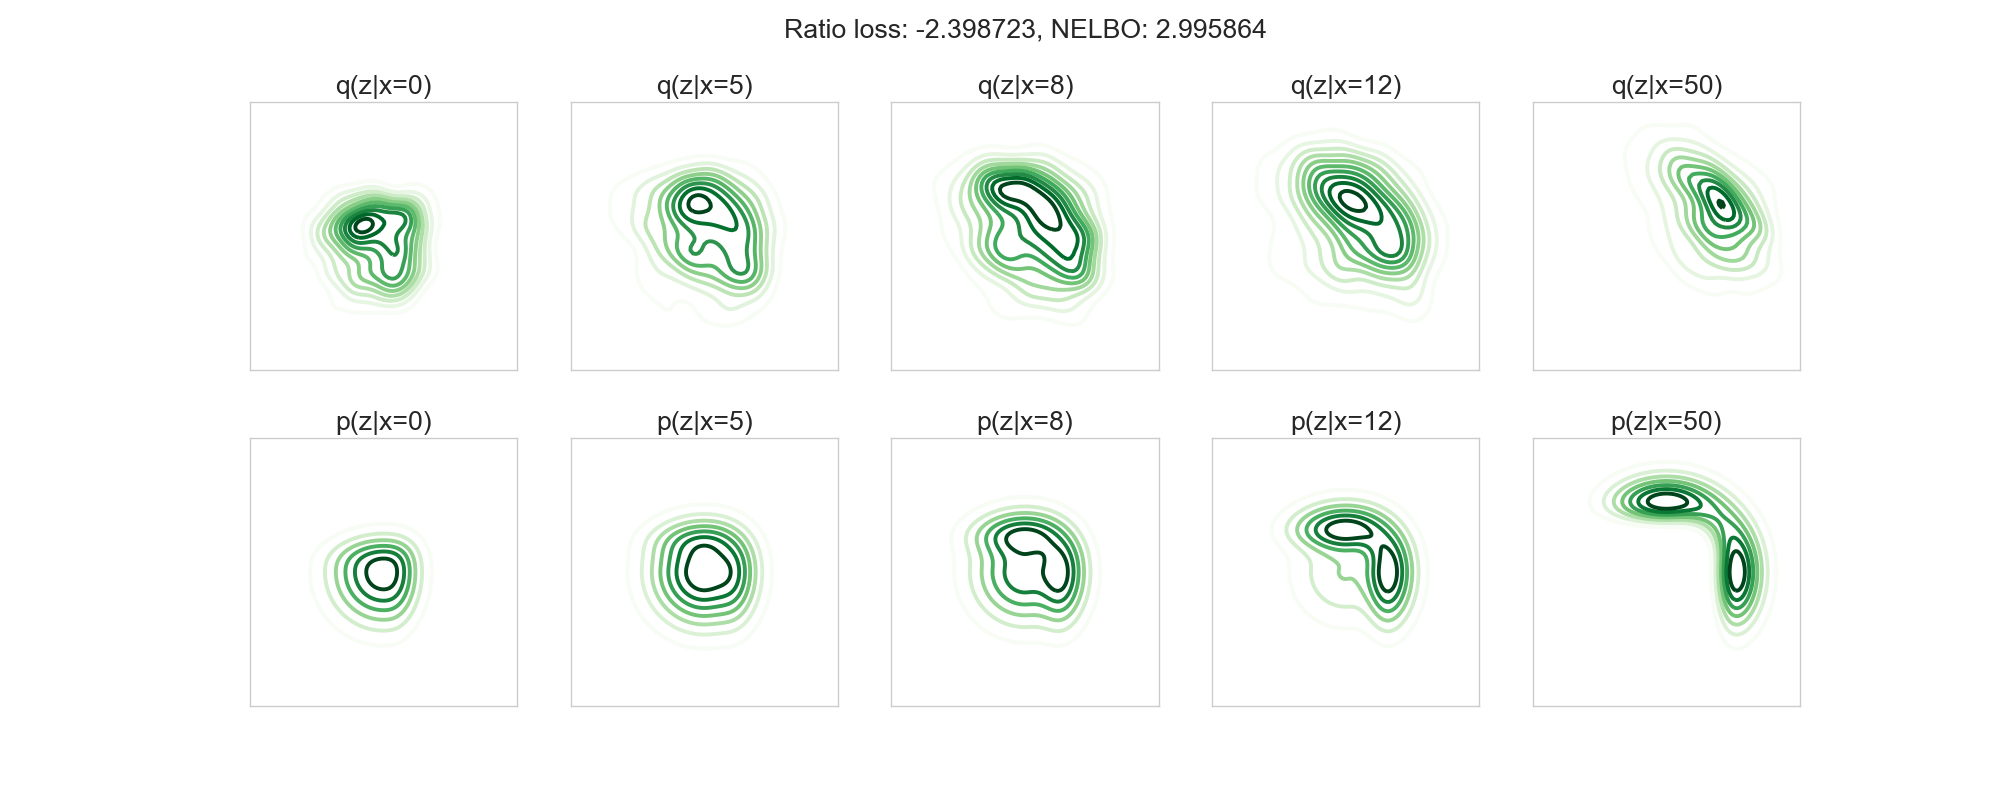 Ratio loss: -2.398723, NELBO: 2.995864
q(z|x=0) q(z|x=5) q(z|x=8) q(z|x=12) q(z|x=50)
p(z|x=0) p(z|x=5) p(z|x=8) p(z|x=12) p(z|x=50)